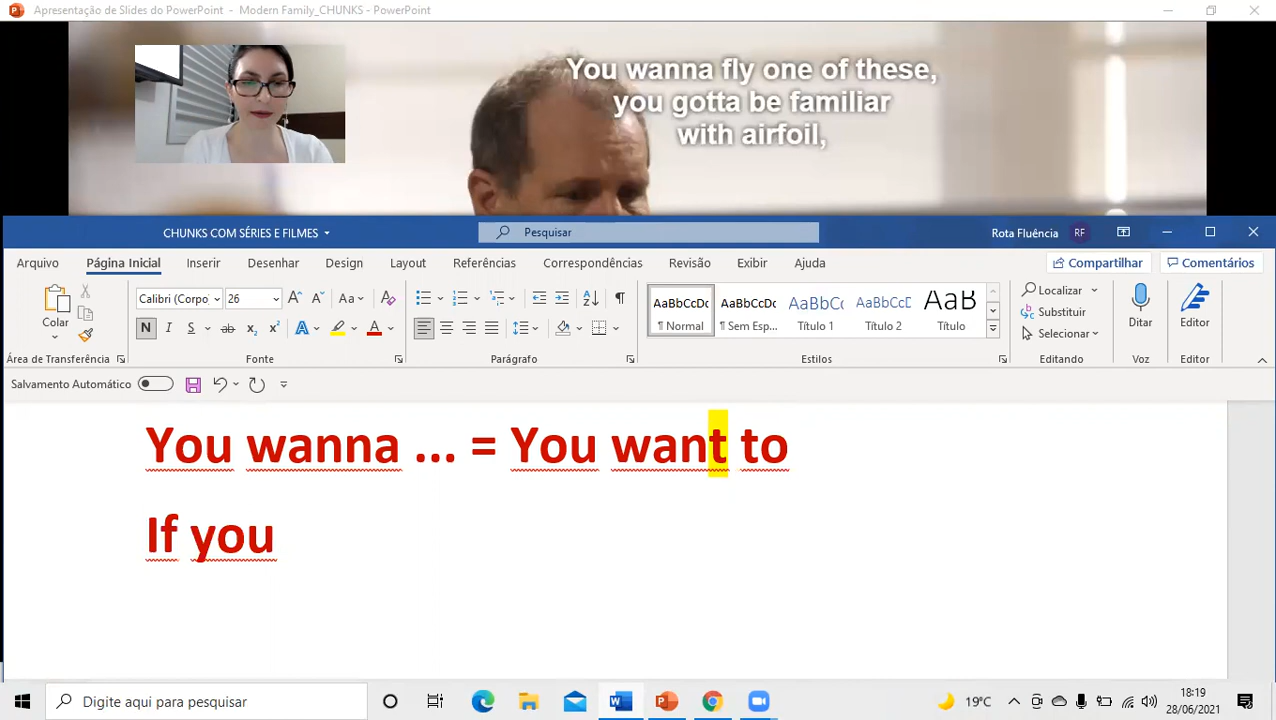 Apresentação de Slides do PowerPoint - Modern Family_CHUNKS - PowerPoint
You wanna fly one of these,
you gotta be familiar
with airfoil,
CHUNKS COM SÉRIES E FILMES
Pesquisar
Rota Fluência
RF
Arquivo Página Inicial Inserir Desenhar Design Layout Referências Correspondências Revisão Exibir Ajuda Compartilhar Comentários
Calibri (Corpo) 26
AaBbCcDc AaBbCcDc AaBbCc AaBbCcD AaB
Colar
¶ Normal ¶ Sem Esp... Título 1 Título 2 Título
Localizar
Substituir
Selecionar
Ditar Editor
Área de Transferência Fonte Parágrafo Estilos Editando Voz Editor
Salvamento Automático
You wanna ... = You want to
If you
Digite aqui para pesquisar
19°C
18:19
28/06/2021